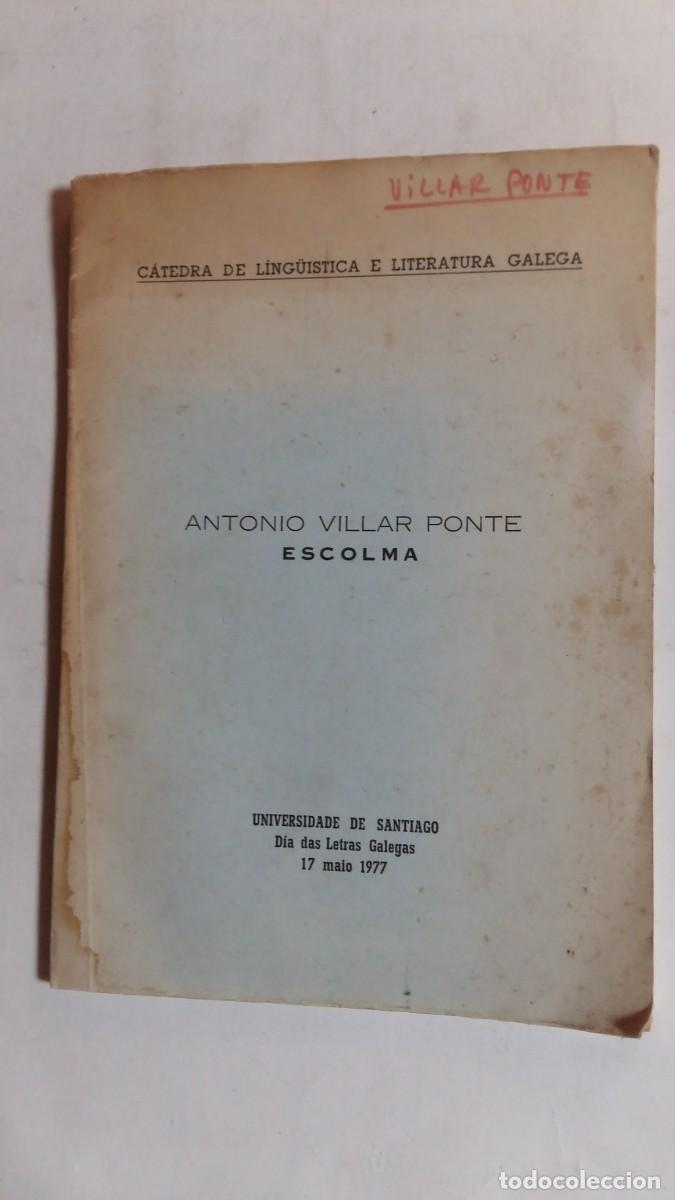 VILLAR PONTE
CÁTEDRA DE LÍNGÜISTICA E LITERATURA GALEGA
ANTONIO VILLAR PONTE
ESCOLMA
UNIVERSIDADE DE SANTIAGO
Día das Letras Galegas
17 maio 1977
todocoleccion